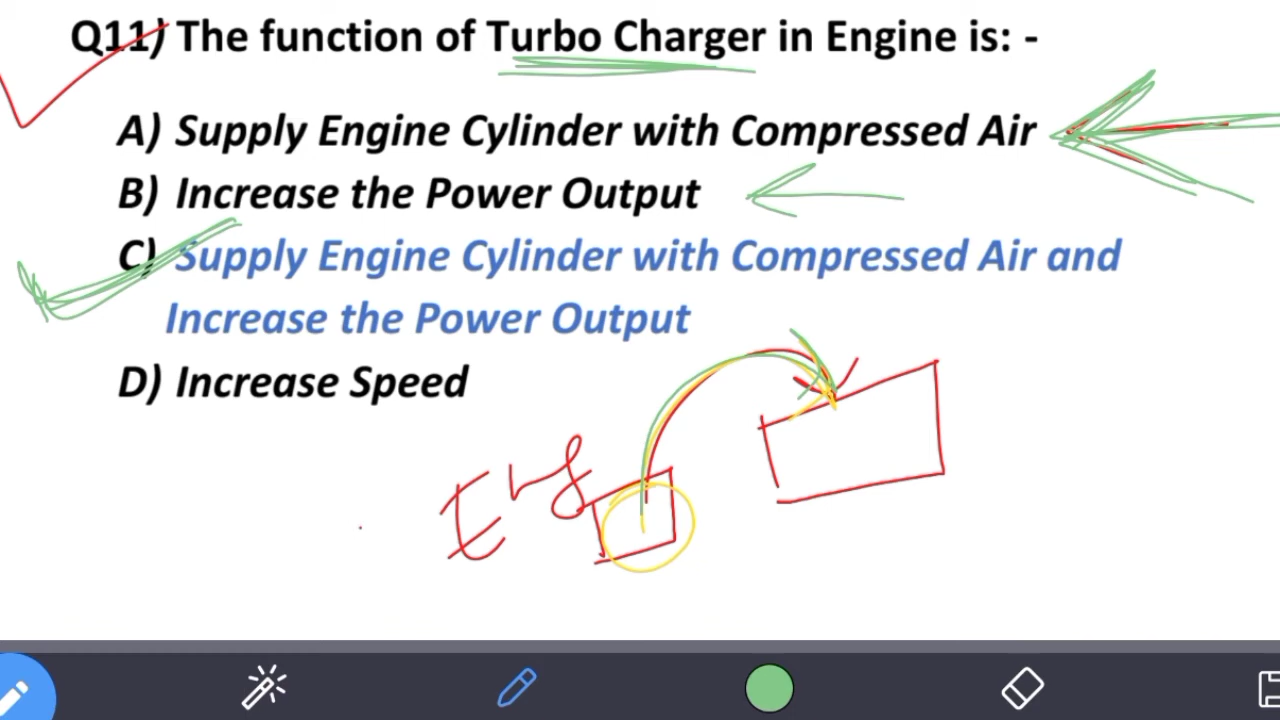 Q11) The function of Turbo Charger in Engine is: -
A) Supply Engine Cylinder with Compressed Air
B) Increase the Power Output
C) Supply Engine Cylinder with Compressed Air and
Increase the Power Output
D) Increase Speed